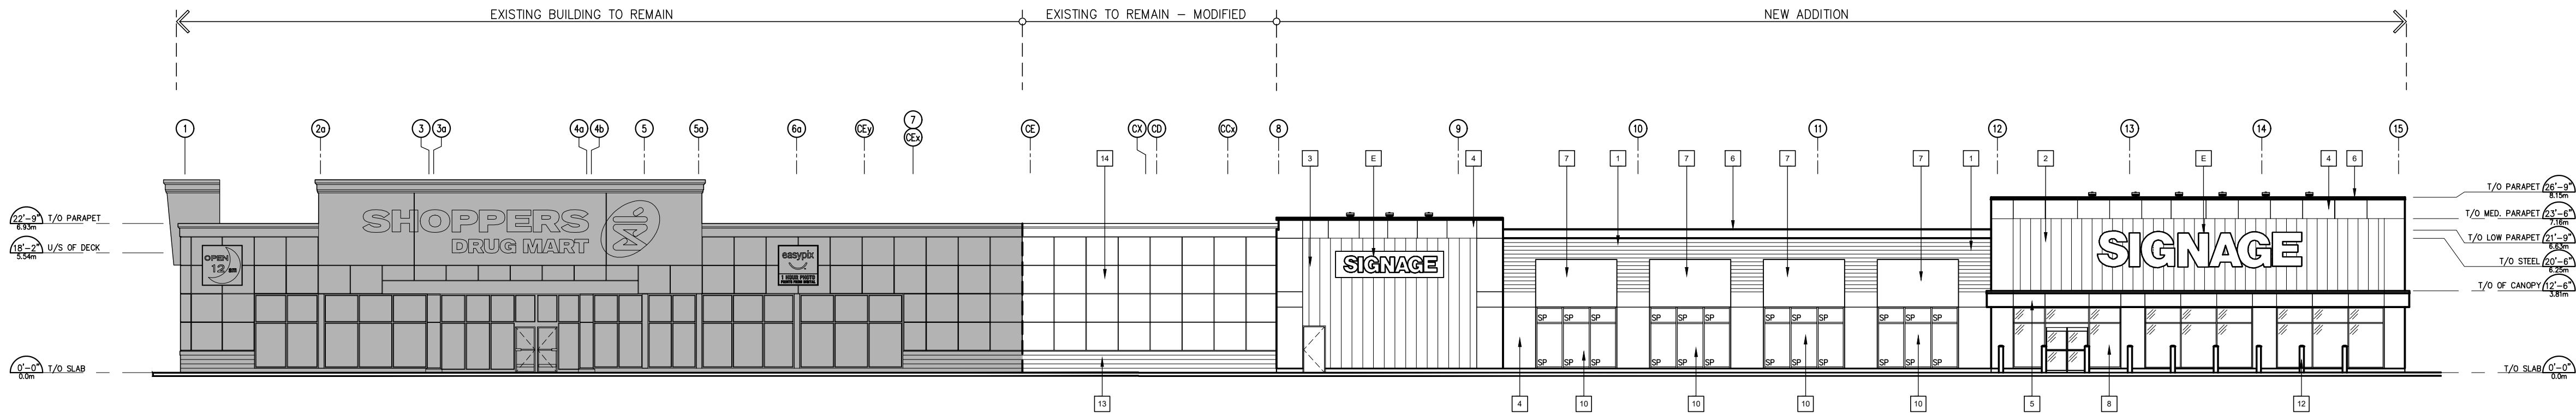 EXISTING BUILDING TO REMAIN
EXISTING TO REMAIN – MODIFIED
NEW ADDITION
1
2a
3
3a
4a
4b
5
5a
6a
CEy
7
CEx
CE
CX
CD
CCx
8
9
10
11
12
13
14
15
14
3
E
4
7
1
7
6
7
7
1
2
E
4
6
22'-9" T/O PARAPET
6.93m
18'-2" U/S OF DECK
5.54m
0'-0" T/O SLAB
0.0m
OPEN
12 am
SHOPPERS
DRUG MART
easypix
1 HOUR PHOTO
PRINTS FROM DIGITAL
SIGNAGE
SIGNAGE
SP SP SP
SP SP SP
SP SP SP
SP SP SP
SP SP SP
SP SP SP
SP SP SP
SP SP SP
T/O PARAPET 26'-9"
8.15m
T/O MED. PARAPET 23'-6"
7.16m
T/O LOW PARAPET 21'-9"
6.63m
T/O STEEL 20'-6"
6.25m
T/O OF CANOPY 12'-6"
3.81m
T/O SLAB 0'-0"
0.0m
13
4
10
10
10
10
5
8
12